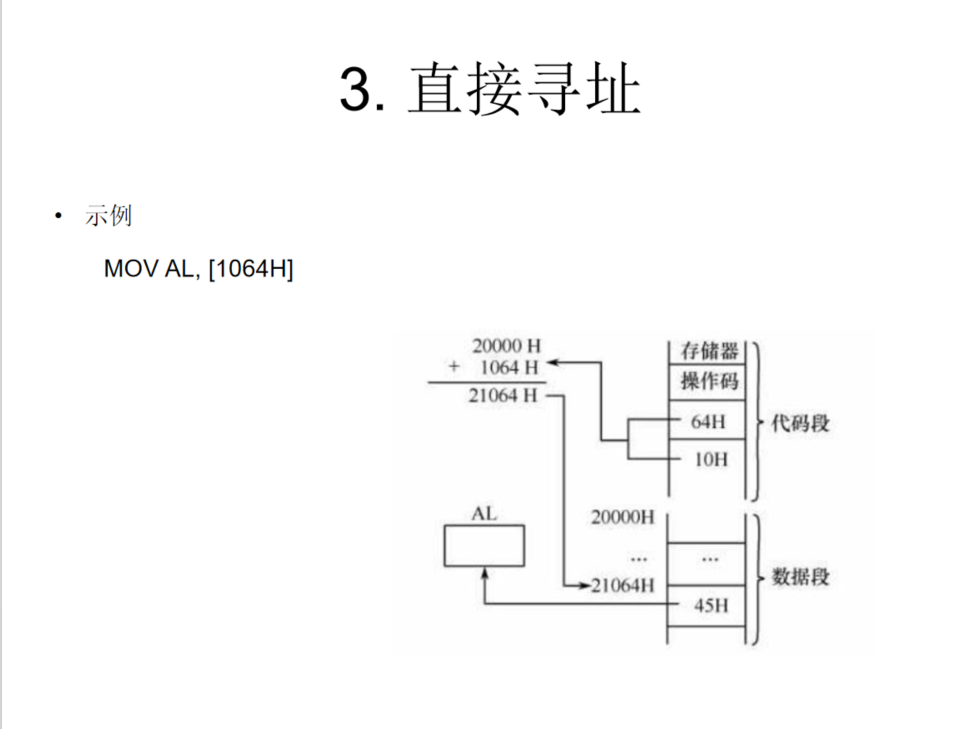 3. 直接寻址
• 示例
MOV AL, [1064H]
20000 H
+ 1064 H
21064 H
存储器
操作码
64H
10H
代码段
AL
20000H
...
...
21064H
45H
数据段